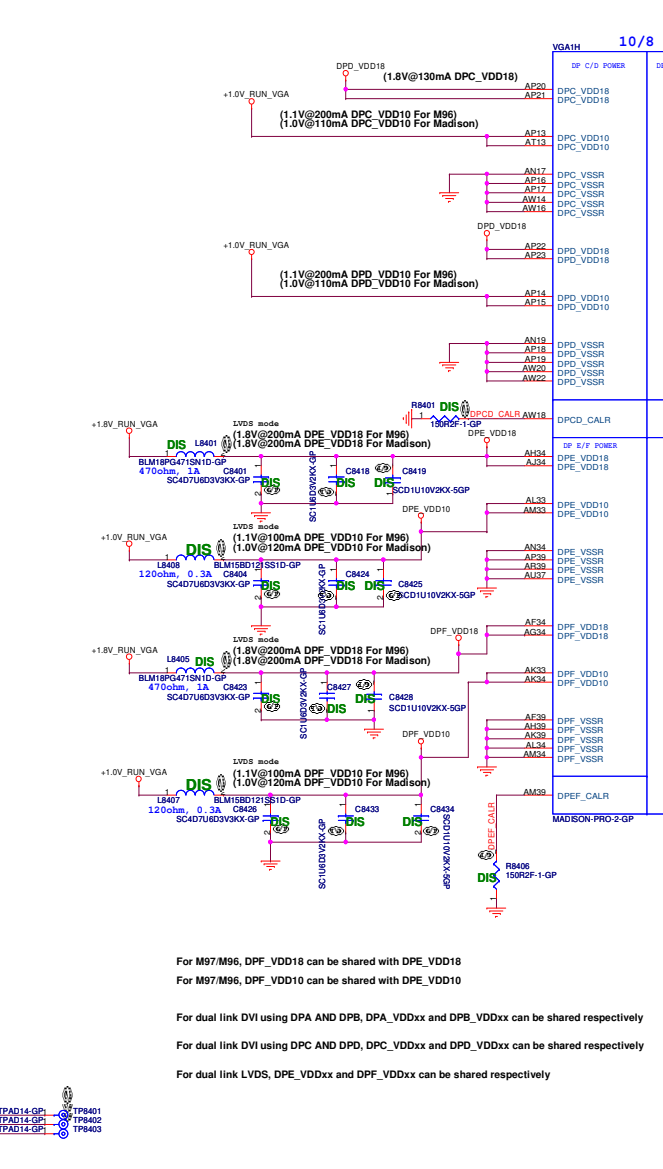 10/8
VGA1H
DP C/D POWER
DPD_VDD18
(1.8V@130mA DPC_VDD18)
AP20 DPC_VDD18
AP21 DPC_VDD18
+1.0V_RUN_VGA
(1.1V@200mA DPC_VDD10 For M96)
(1.0V@110mA DPC_VDD10 For Madison)
AP13 DPC_VDD10
AT13 DPC_VDD10
AN17 DPC_VSSR
AP16 DPC_VSSR
AP17 DPC_VSSR
AW14 DPC_VSSR
AW16 DPC_VSSR
DPD_VDD18
+1.0V_RUN_VGA
AP22 DPD_VDD18
AP23 DPD_VDD18
(1.1V@200mA DPD_VDD10 For M96)
(1.0V@110mA DPD_VDD10 For Madison)
AP14 DPD_VDD10
AP15 DPD_VDD10
AN19 DPD_VSSR
AP18 DPD_VSSR
AP19 DPD_VSSR
AW20 DPD_VSSR
AW22 DPD_VSSR
R8401 DIS
1 150R2F-1-GP
DPCD_CALR AW18 DPCD_CALR
+1.8V_RUN_VGA
LVDS mode
(1.8V@200mA DPE_VDD18 For M96)
(1.8V@200mA DPE_VDD18 For Madison)
DPE_VDD18
DP E/F POWER
DIS L8401
1 2
BLM18PG471SN1D-GP
470ohm, 1A
C8401
SC4D7U6D3V3KX-GP
DIS
C8418
SC1U6D3V2KX-GP
DIS
C8419
SCD1U10V2KX-5GP
DIS
AH34 DPE_VDD18
AJ34 DPE_VDD18
DPE_VDD10
AL33 DPE_VDD10
AM33 DPE_VDD10
+1.0V_RUN_VGA
LVDS mode
(1.1V@100mA DPE_VDD10 For M96)
(1.0V@120mA DPE_VDD10 For Madison)
DIS
1 2
L8408 BLM15BD121SS1D-GP
120ohm, 0.3A
C8404
SC4D7U6D3V3KX-GP
DIS
C8424
SC1U6D3V2KX-GP
DIS
C8425
SCD1U10V2KX-5GP
DIS
AN34 DPE_VSSR
AP39 DPE_VSSR
AR39 DPE_VSSR
AU37 DPE_VSSR
+1.8V_RUN_VGA
LVDS mode
(1.8V@200mA DPF_VDD18 For M96)
(1.8V@200mA DPF_VDD18 For Madison)
DPF_VDD18
AF34 DPF_VDD18
AG34 DPF_VDD18
L8405 DIS
1 2
BLM18PG471SN1D-GP
470ohm, 1A
C8423
SC4D7U6D3V3KX-GP
DIS
C8427
SC1U6D3V2KX-GP
DIS
C8428
SCD1U10V2KX-5GP
DIS
AK33 DPF_VDD10
AK34 DPF_VDD10
AF39 DPF_VSSR
AH39 DPF_VSSR
AK39 DPF_VSSR
AL34 DPF_VSSR
AM34 DPF_VSSR
DPF_VDD10
+1.0V_RUN_VGA
LVDS mode
(1.1V@100mA DPF_VDD10 For M96)
(1.0V@120mA DPF_VDD10 For Madison)
DIS
1 2
L8407 BLM15BD121SS1D-GP
120ohm, 0.3A
C8426
SC4D7U6D3V3KX-GP
DIS
C8433
SC1U6D3V2KX-GP
DIS
C8434
SCD1U10V2KX-5GP
DIS
AM39 DPEF_CALR
DPEF_CALR
MADISON-PRO-2-GP
R8406
150R2F-1-GP
DIS
For M97/M96, DPF_VDD18 can be shared with DPE_VDD18
For M97/M96, DPF_VDD10 can be shared with DPE_VDD10
For dual link DVI using DPA AND DPB, DPA_VDDxx and DPB_VDDxx can be shared respectively
For dual link DVI using DPC AND DPD, DPC_VDDxx and DPD_VDDxx can be shared respectively
For dual link LVDS, DPE_VDDxx and DPF_VDDxx can be shared respectively
TPAD14-GP 1 TP8401
TPAD14-GP 1 TP8402
TPAD14-GP 1 TP8403